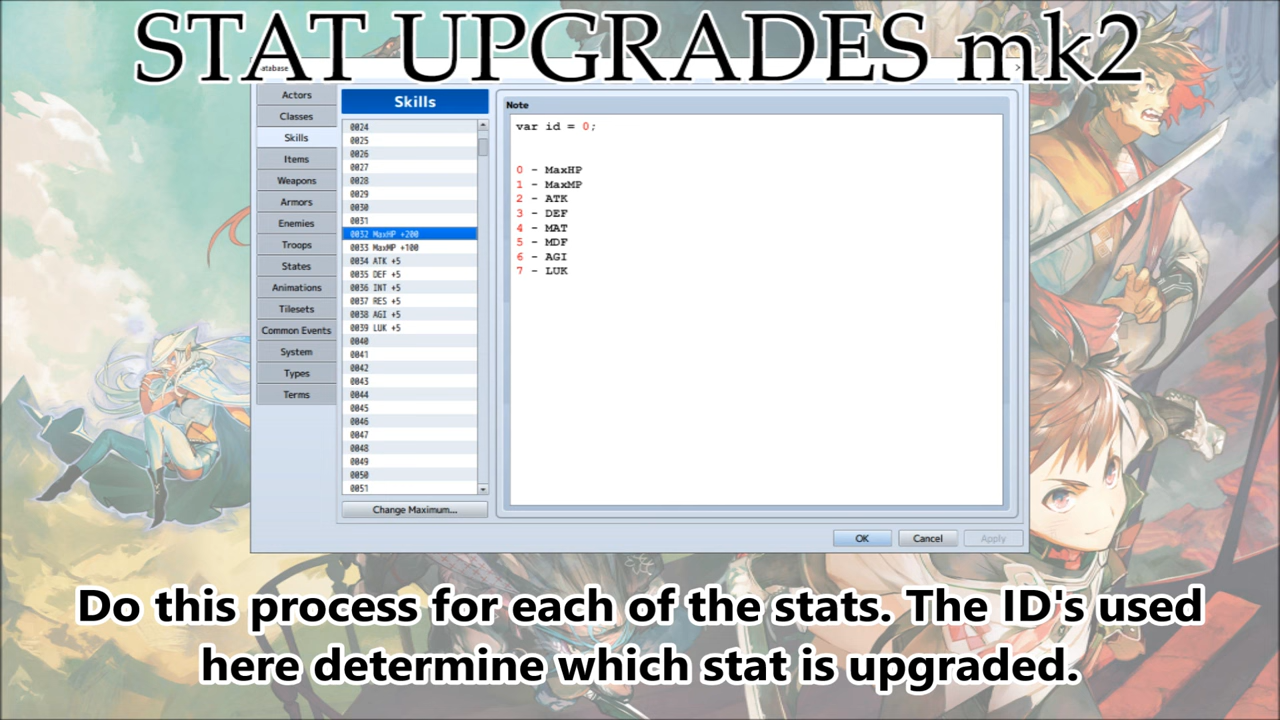 STAT UPGRADES mk2
atabase
Actors
Classes
Skills
Items
Weapons
Armors
Enemies
Troops
States
Animations
Tilesets
Common Events
System
Types
Terms
Skills
0024
0025
0026
0027
0028
0029
0030
0031
0032 MaxHP +200
0033 MaxMP +100
0034 ATK +5
0035 DEF +5
0036 INT +5
0037 RES +5
0038 AGI +5
0039 LUK +5
0040
0041
0042
0043
0044
0045
0046
0047
0048
0049
0050
0051
Change Maximum...
Note
var id = 0;
0 - MaxHP
1 - MaxMP
2 - ATK
3 - DEF
4 - MAT
5 - MDF
6 - AGI
7 - LUK
OK
Cancel
Apply
Do this process for each of the stats. The ID's used
here determine which stat is upgraded.